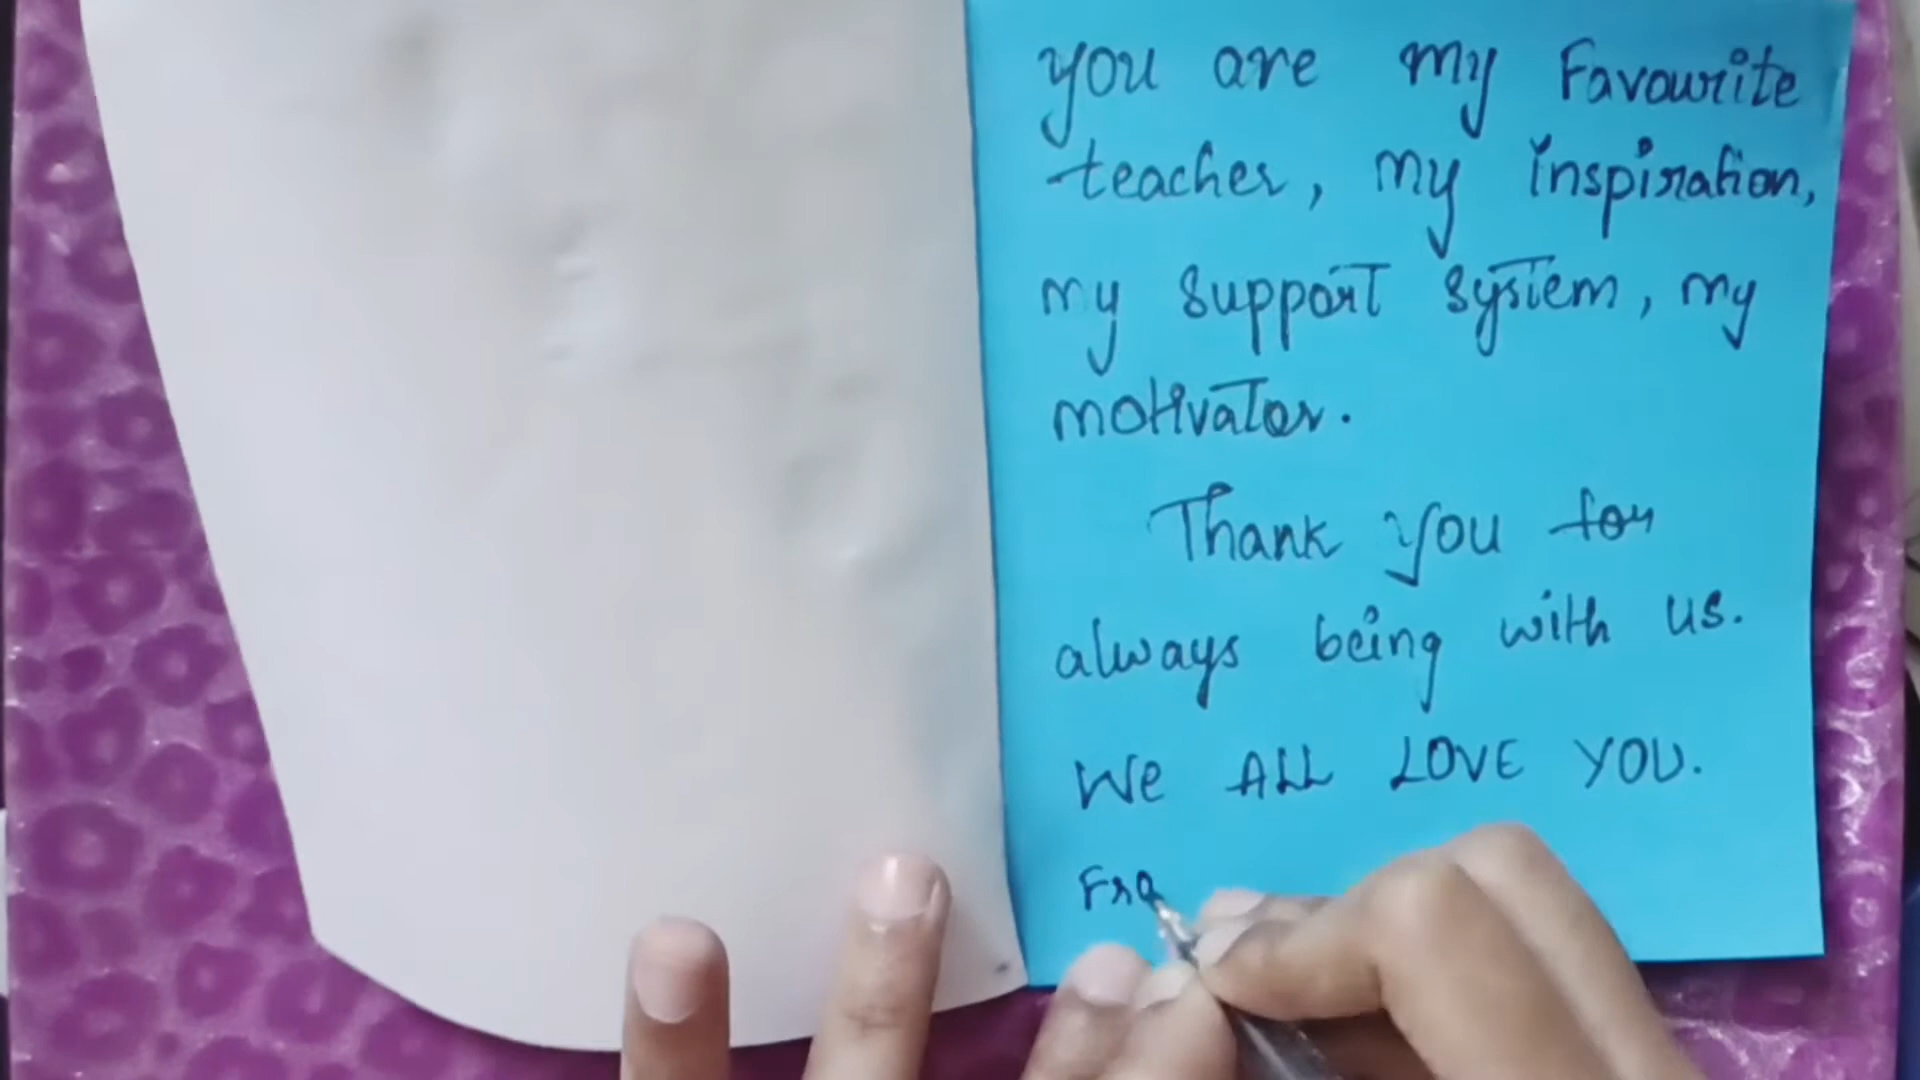 you are my Favourite
teacher, my inspiration,
my support system, my
motivator.
Thank you for
always being with us.
We ALL LOVE YOU.
Fro